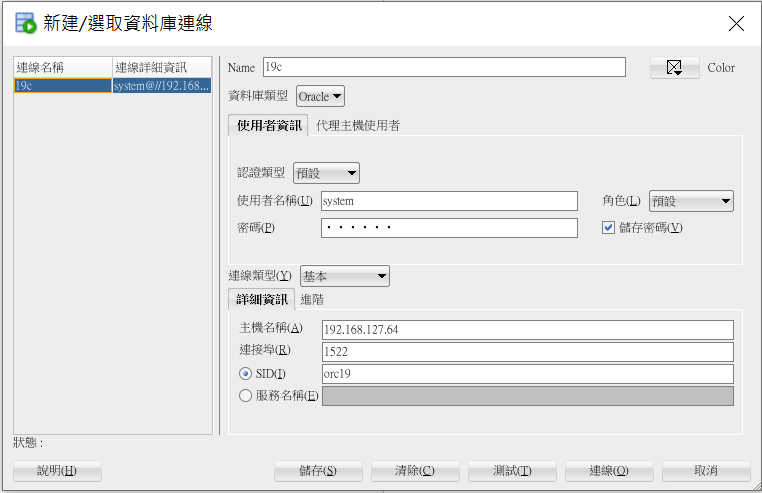 新建/選取資料庫連線
連線名稱 連線詳細資訊
19c system@//192.168...
Name 19c Color
資料庫類型 Oracle
使用者資訊 代理主機使用者
認證類型 預設
使用者名稱(U) system 角色(L) 預設
密碼(P) ······ 儲存密碼(V)
連線類型(Y) 基本
詳細資訊 進階
主機名稱(A) 192.168.127.64
連接埠(R) 1522
SID(I) orc19
服務名稱(E)
狀態 :
說明(H) 儲存(S) 清除(C) 測試(T) 連線(O) 取消